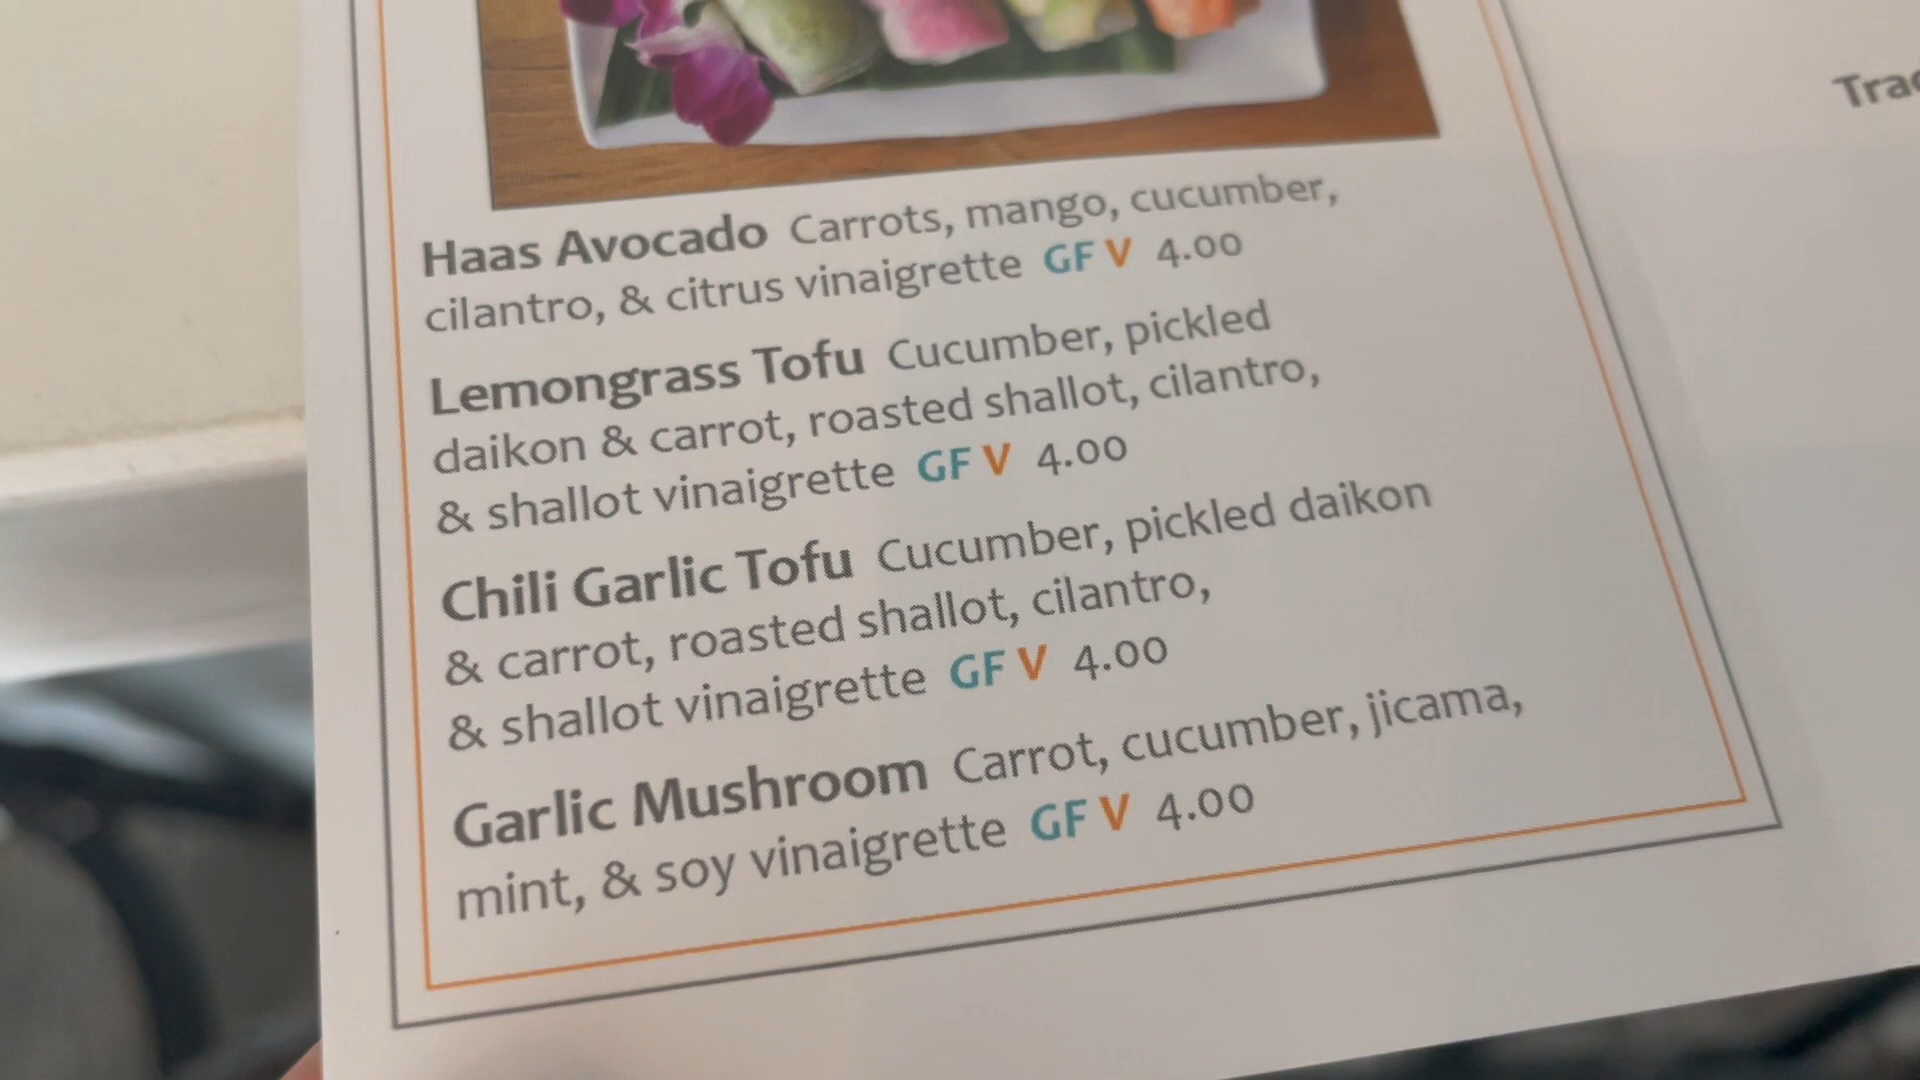 Haas Avocado Carrots, mango, cucumber,
cilantro, & citrus vinaigrette GF V 4.00
Lemongrass Tofu Cucumber, pickled
daikon & carrot, roasted shallot, cilantro,
& shallot vinaigrette GF V 4.00
Chili Garlic Tofu Cucumber, pickled daikon
& carrot, roasted shallot, cilantro,
& shallot vinaigrette GF V 4.00
Garlic Mushroom Carrot, cucumber, jicama,
mint, & soy vinaigrette GF V 4.00